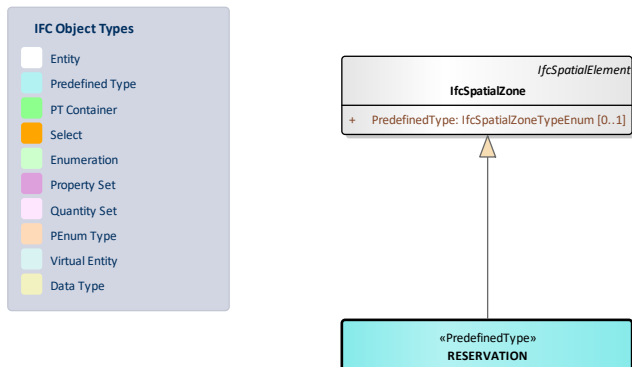 IFC Object Types
Entity
Predefined Type
PT Container
Select
Enumeration
Property Set
Quantity Set
PEnum Type
Virtual Entity
Data Type
IfcSpatialElement
IfcSpatialZone
+ PredefinedType: IfcSpatialZoneTypeEnum [0..1]
«PredefinedType»
RESERVATION